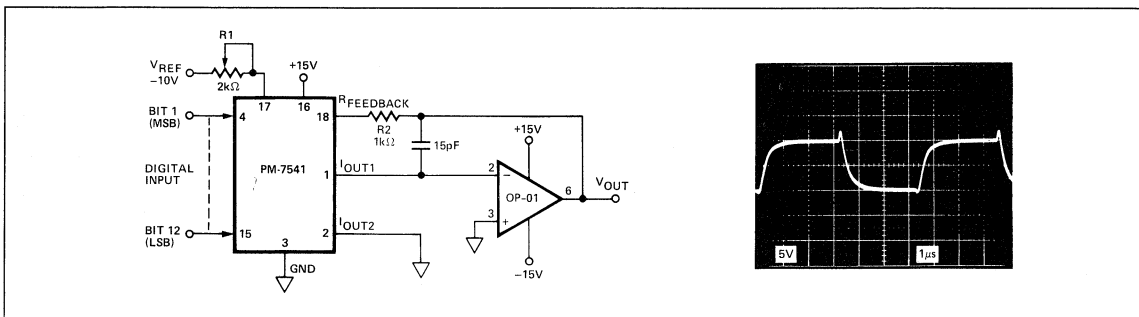 R1
VREF
−10V
2kΩ
+15V
17
16
BIT 1
(MSB)
4
DIGITAL
INPUT
PM-7541
BIT 12
(LSB)
15
3
GND
18
RFEEDBACK
R2
1kΩ
15pF
1
IOUT1
2
IOUT2
+15V
2
−
OP-01
6
VOUT
3
+
−15V
5V
1μs